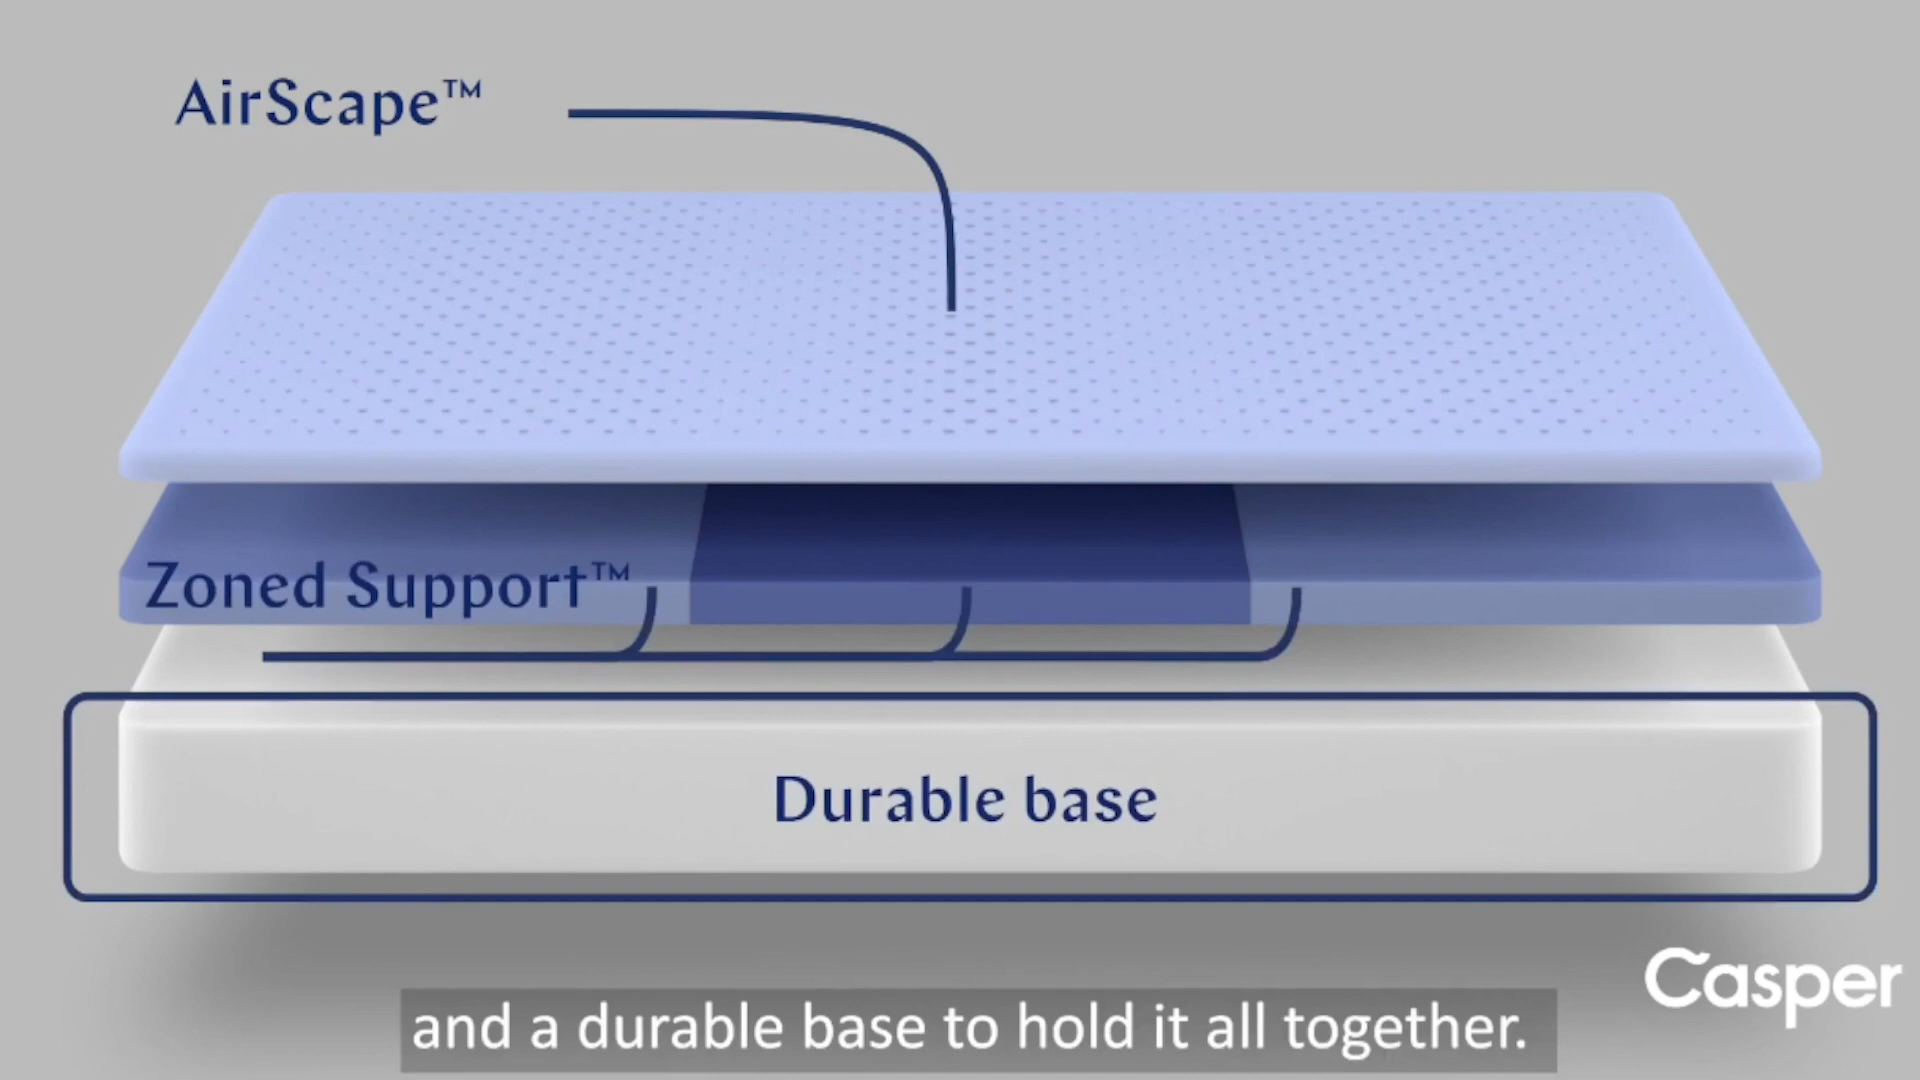 AirScape™
Zoned Support™
Durable base
Casper
and a durable base to hold it all together.